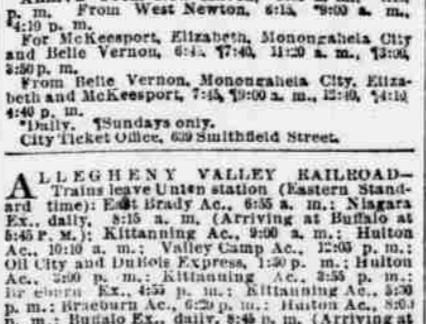 p. m. From West Newton, 6:15, *9:00 a. m.,
*4:10 p. m.
For McKeesport, Elizabeth, Monongahela City
and Belle Vernon, ¶7:40, 11:20 a. m., ¶3:00,
3:50 p. m.
From Belle Vernon, Monongahela City, Eliza-
beth and McKeesport, 7:45, ¶9:00 a. m., 12:40, ¶4:10
4:40 p. m.
*Daily. ¶Sundays only.
City Ticket Office, 639 Smithfield Street.
ALLEGHENY VALLEY RAILROAD—
Trains leave Union station (Eastern Stand-
ard time): East Brady Ac., 6:55 a. m.; Niagara
Ex., daily, 8:15 a. m. (Arriving at Buffalo at
5:45 P. M.); Kittanning Ac., 9:00 a. m.; Hulton
Ac., 10:10 a. m.; Valley Camp Ac., 12:05 p. m.;
Oil City and DuBois Express, 1:30 p. m.; Hulton
Ac., 3:00 p. m.; Kittanning Ac., 3:55 p. m.;
Ex., 4:55 p. m.; Kittanning Ac., 5:30
p. m.; Braeburn Ac., 6:20 p. m.; Hulton Ac.,
p. m.; Buffalo Ex., daily, 8:45 p. m. (Arriving at